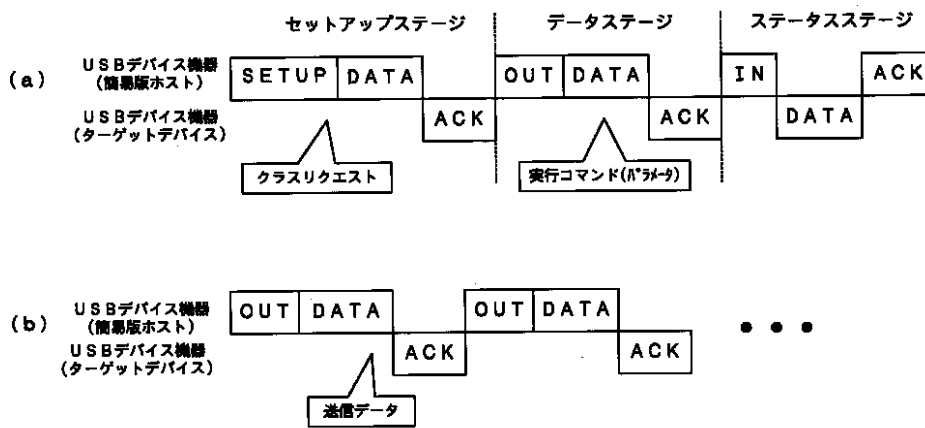 セットアップステージ データステージ ステータスステージ
(a)
USBデバイス機器
(簡易版ホスト)
SETUP DATA OUT DATA IN ACK
USBデバイス機器
(ターゲットデバイス)
ACK ACK DATA
クラスリクエスト 実行コマンド(パラメータ)
(b)
USBデバイス機器
(簡易版ホスト)
OUT DATA OUT DATA
USBデバイス機器
(ターゲットデバイス)
ACK ACK
送信データ